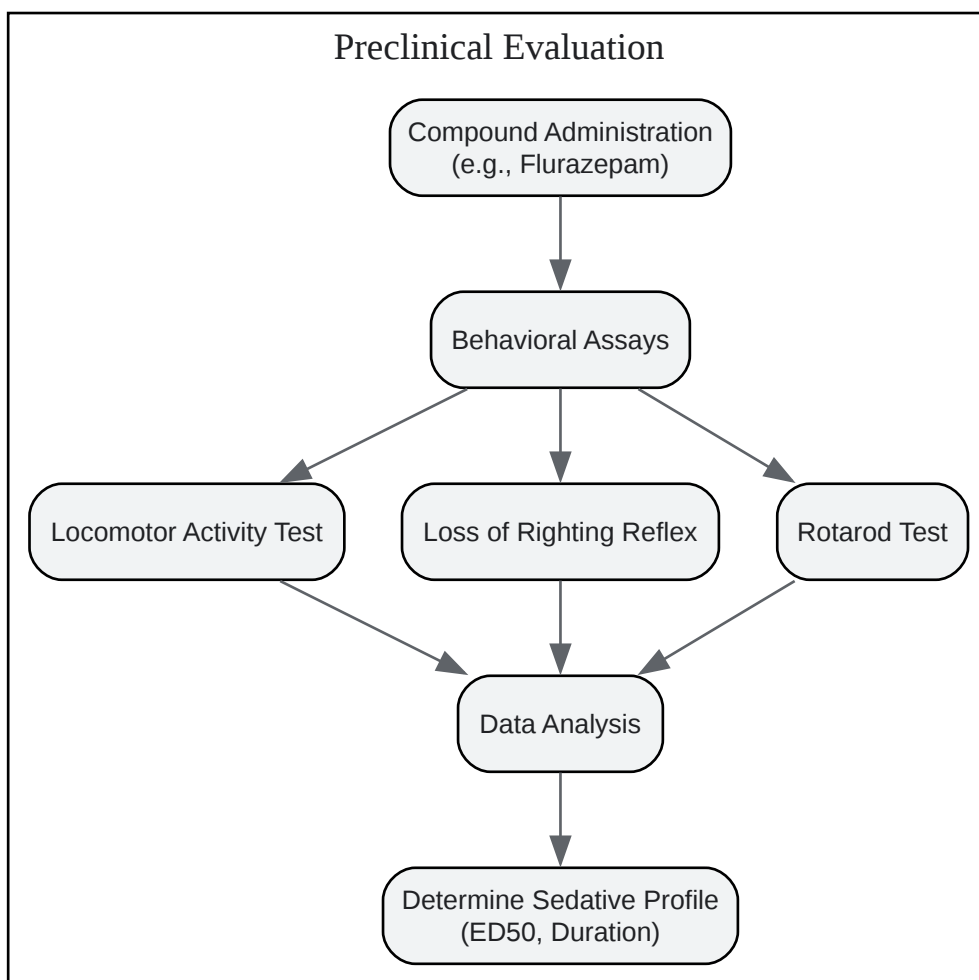 Preclinical Evaluation
Compound Administration
(e.g., Flurazepam)
Behavioral Assays
Locomotor Activity Test
Loss of Righting Reflex
Rotarod Test
Data Analysis
Determine Sedative Profile
(ED50, Duration)